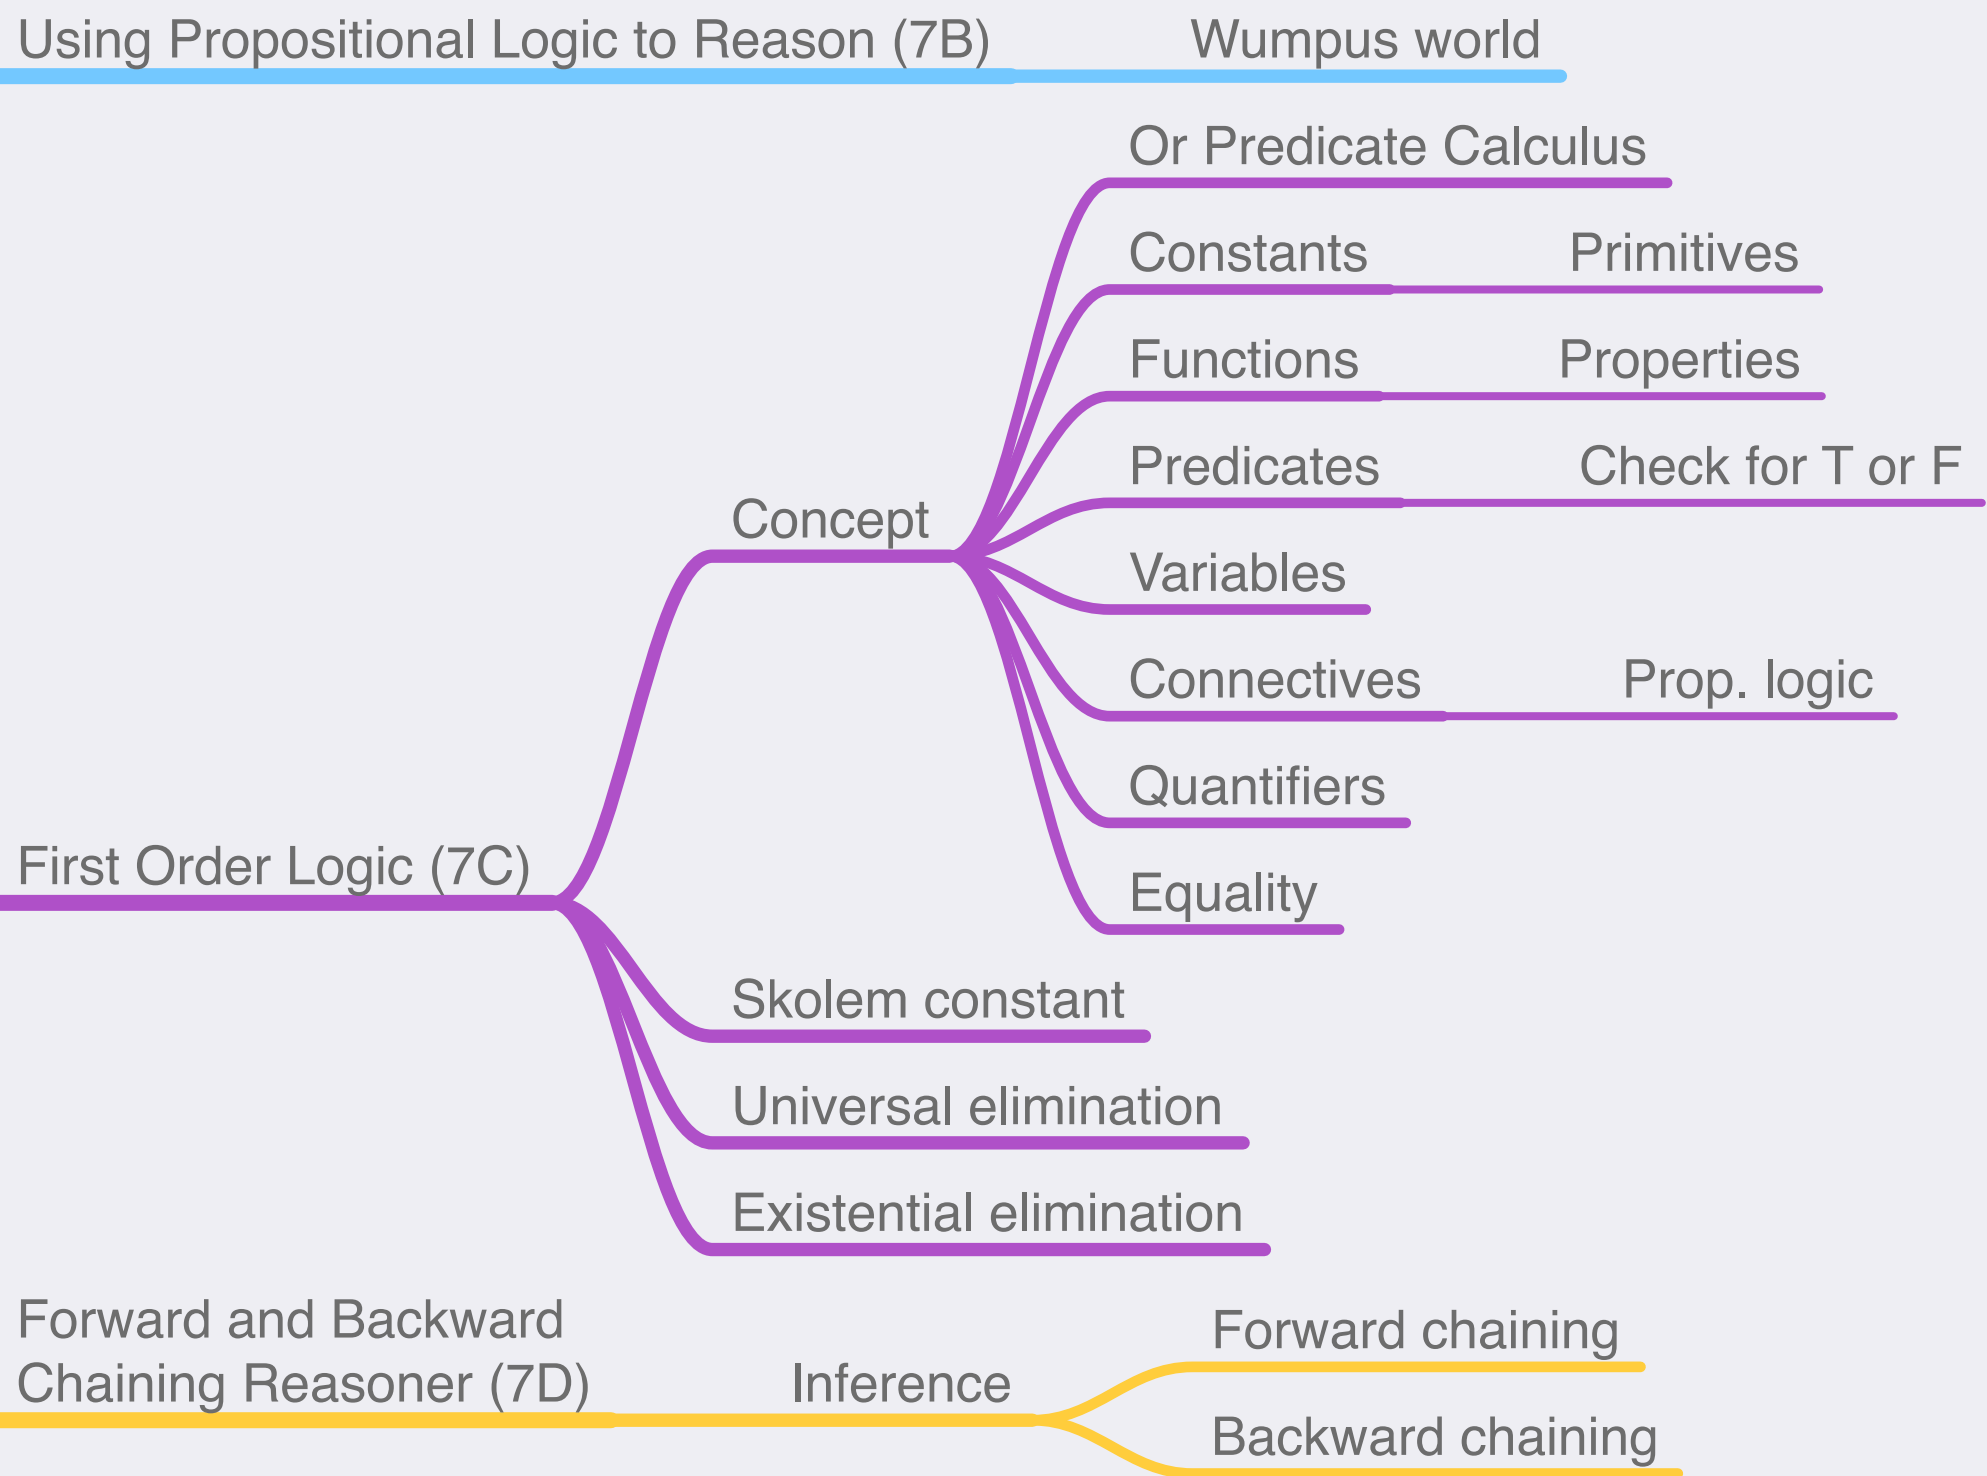 Using Propositional Logic to Reason (7B)
Wumpus world
Or Predicate Calculus
Constants
Primitives
Functions
Properties
Predicates
Check for T or F
Concept
Variables
Connectives
Prop. logic
Quantifiers
First Order Logic (7C)
Equality
Skolem constant
Universal elimination
Existential elimination
Forward and Backward
Chaining Reasoner (7D)
Inference
Forward chaining
Backward chaining